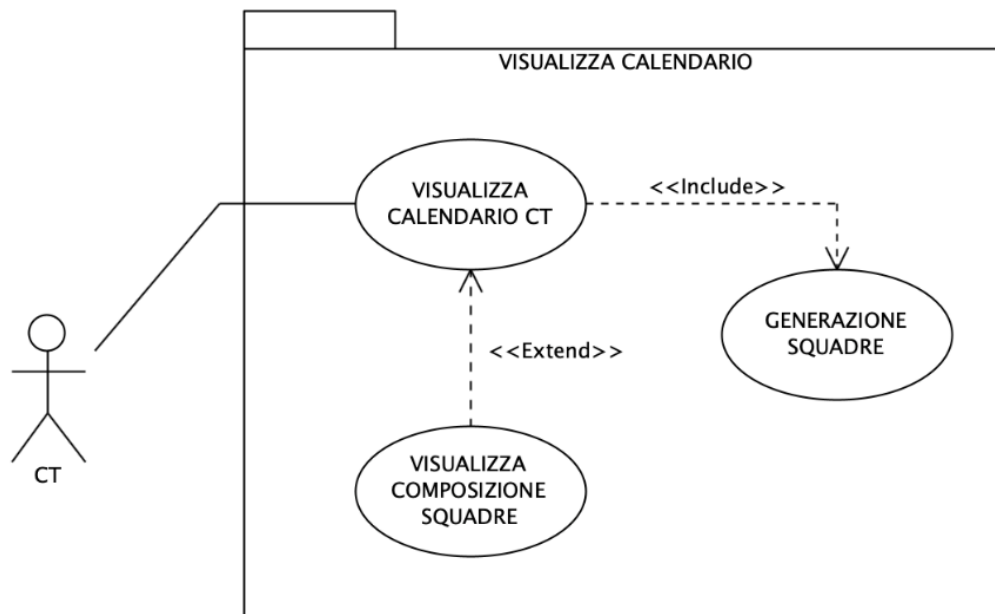 VISUALIZZA CALENDARIO
VISUALIZZA
CALENDARIO CT
<<Include>>
GENERAZIONE
SQUADRE
<<Extend>>
VISUALIZZA
COMPOSIZIONE
SQUADRE
CT